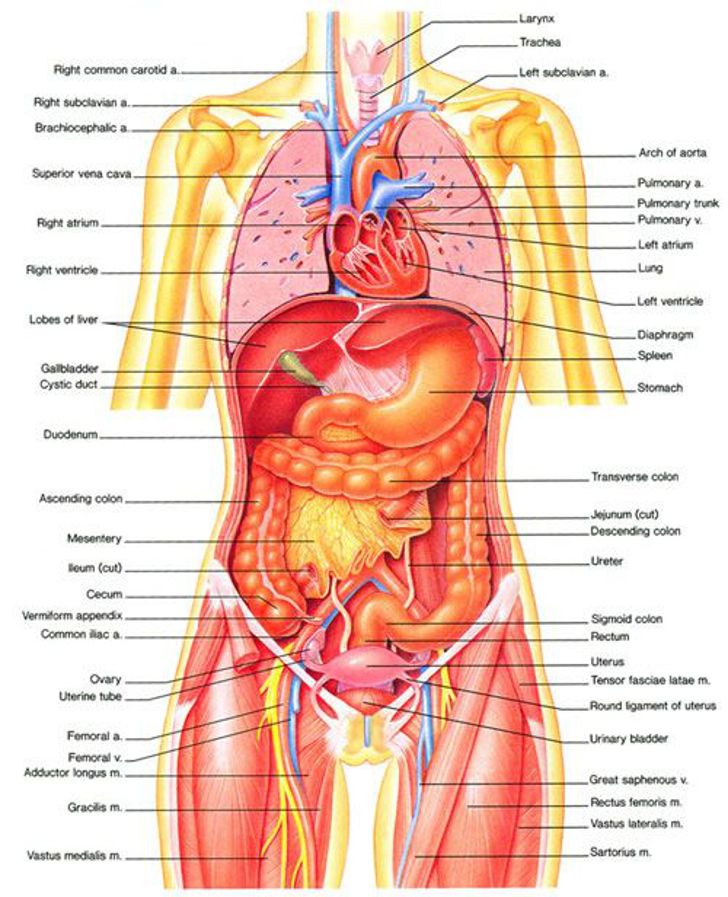 Larynx
Trachea
Right common carotid a.
Left subclavian a.
Right subclavian a.
Brachiocephalic a.
Arch of aorta
Superior vena cava
Pulmonary a.
Pulmonary trunk
Right atrium
Pulmonary v.
Left atrium
Right ventricle
Lung
Left ventricle
Lobes of liver
Diaphragm
Spleen
Gallbladder
Cystic duct
Stomach
Duodenum
Transverse colon
Ascending colon
Jejunum (cut)
Descending colon
Mesentery
Ureter
Ileum (cut)
Cecum
Vermiform appendix
Sigmoid colon
Common iliac a.
Rectum
Uterus
Ovary
Tensor fasciae latae m.
Uterine tube
Round ligament of uterus
Femoral a.
Urinary bladder
Femoral v.
Adductor longus m.
Great saphenous v.
Gracilis m.
Rectus femoris m.
Vastus lateralis m.
Vastus medialis m.
Sartorius m.